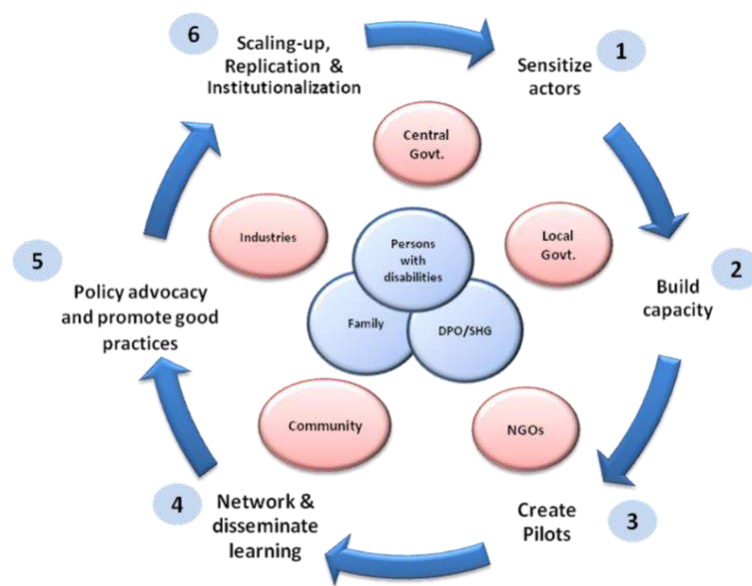 6
Scaling-up,
Replication &
Institutionalization
1
Sensitize
actors
Central
Govt.
Industries
Persons
with
disabilities
Local
Govt.
5
Policy advocacy
and promote good
practices
2
Build
capacity
Family
DPO/SHG
Community
NGOs
4
Network &
disseminate
learning
Create
Pilots
3